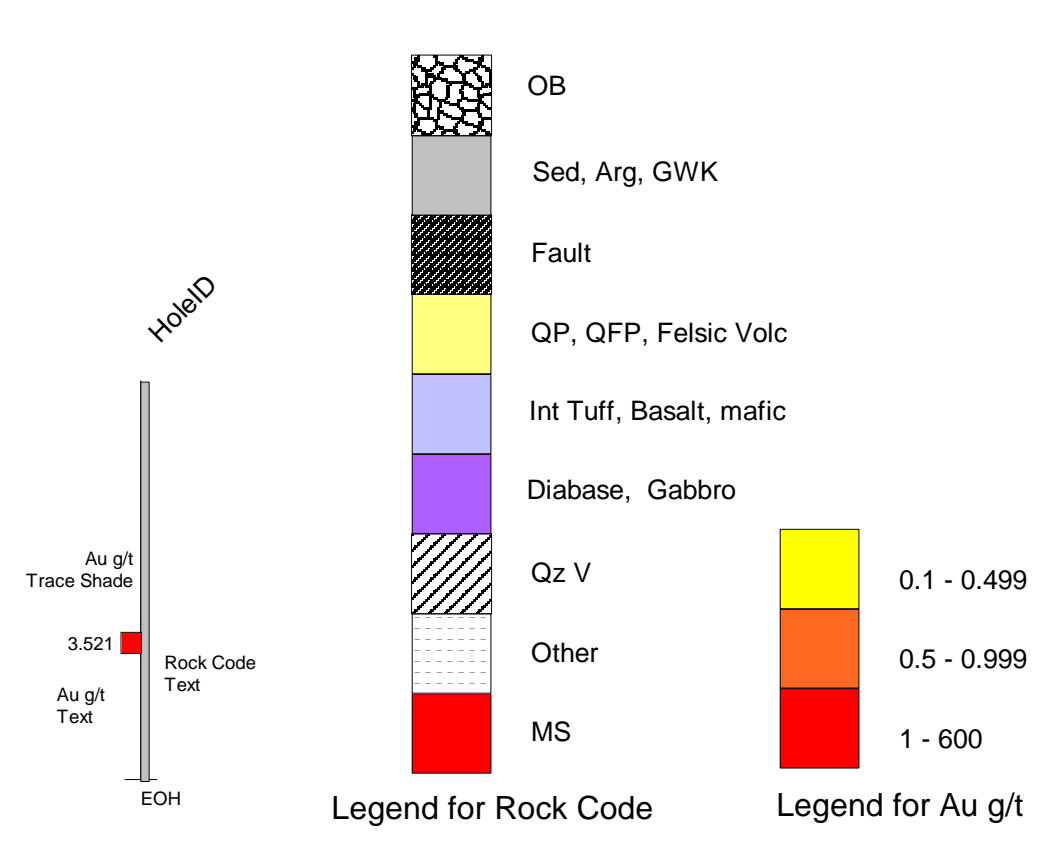 HoleID
Au g/t
Trace Shade
3.521
Rock Code
Text
Au g/t
Text
EOH
OB
Sed, Arg, GWK
Fault
QP, QFP, Felsic Volc
Int Tuff, Basalt, mafic
Diabase, Gabbro
Qz V
Other
MS
Legend for Rock Code
0.1 - 0.499
0.5 - 0.999
1 - 600
Legend for Au g/t